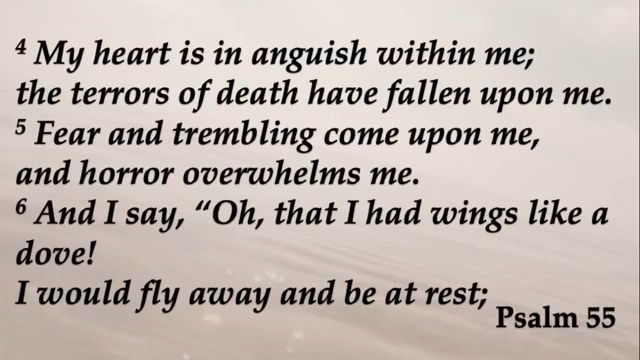 ⁴ My heart is in anguish within me;
the terrors of death have fallen upon me.
⁵ Fear and trembling come upon me,
and horror overwhelms me.
⁶ And I say, “Oh, that I had wings like a
dove!
I would fly away and be at rest;
Psalm 55